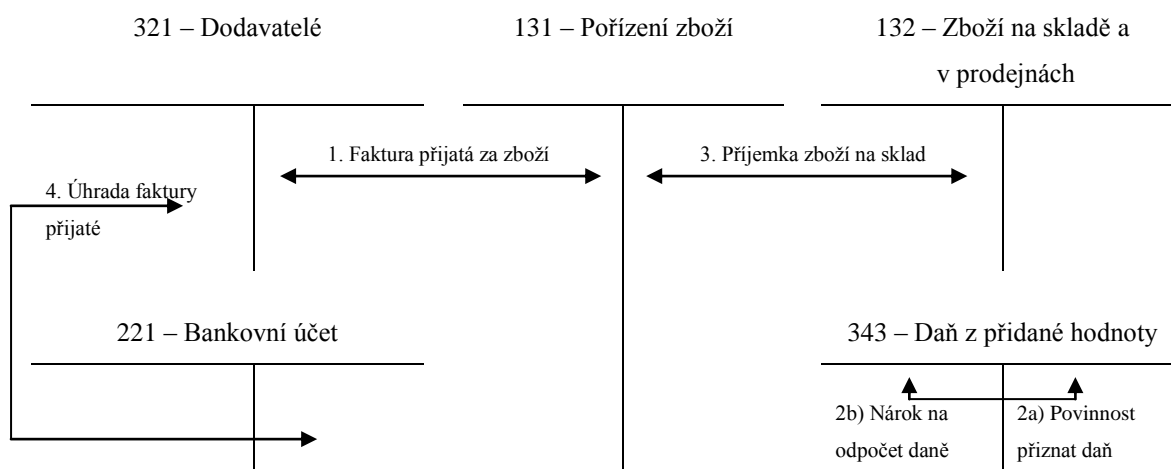 321 – Dodavatelé
131 – Pořízení zboží
132 – Zboží na skladě a
v prodejnách
1. Faktura přijatá za zboží
3. Příjemka zboží na sklad
4. Úhrada faktury
přijaté
221 – Bankovní účet
343 – Daň z přidané hodnoty
2b) Nárok na
odpočet daně
2a) Povinnost
přiznat daň